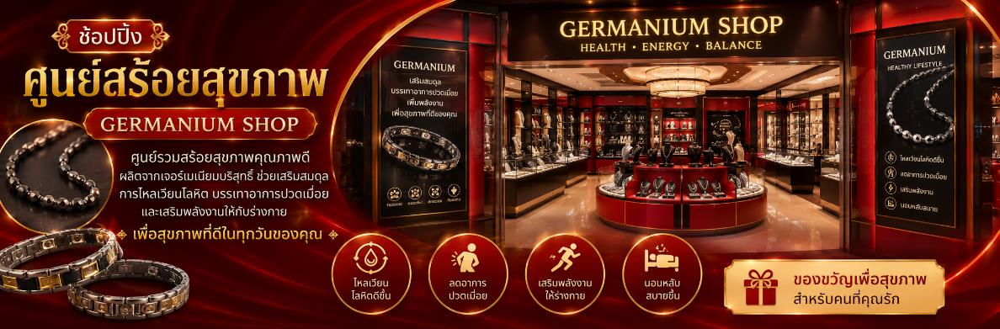 ช้อปปิ้ง
ศูนย์สร้อยสุขภาพ
GERMANIUM SHOP
ศูนย์รวมสร้อยสุขภาพคุณภาพดี
ผลิตจากเจอร์เมเนียมบริสุทธิ์ ช่วยเสริมสมดุล
การไหลเวียนโลหิต บรรเทาอาการปวดเมื่อย
และเสริมพลังงานให้กับร่างกาย
เพื่อสุขภาพที่ดีในทุกวันของคุณ
GERMANIUM SHOP
HEALTH • ENERGY • BALANCE
GERMANIUM
เสริมสมดุล
บรรเทาอาการปวดเมื่อย
เพิ่มพลังงาน
เพื่อสุขภาพที่ดีของคุณ
GERMANIUM
HEALTHY LIFESTYLE
ไหลเวียนโลหิตดีขึ้น
ลดอาการปวดเมื่อย
เสริมพลังงาน
นอนหลับสบาย
ไหลเวียน
โลหิตดีขึ้น
ลดอาการ
ปวดเมื่อย
เสริมพลังงาน
ให้ร่างกาย
นอนหลับ
สบายขึ้น
ของขวัญเพื่อสุขภาพ
สำหรับคนที่คุณรัก